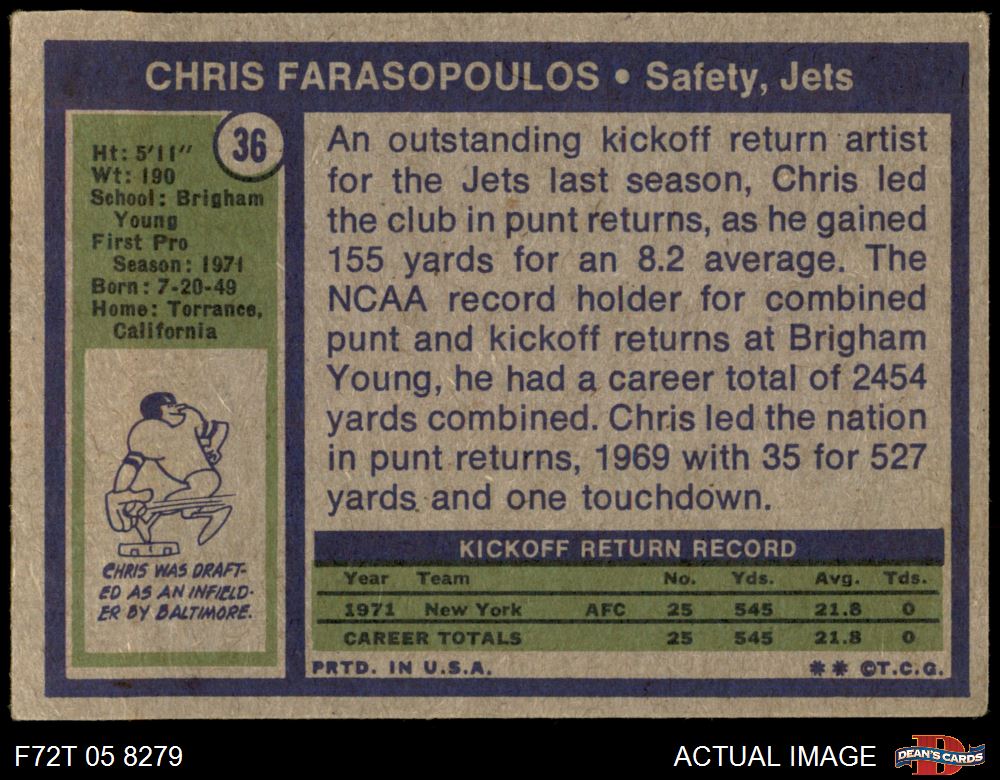 CHRIS FARASOPOULOS • Safety, Jets
36
Ht: 5'11"
Wt: 190
School: Brigham
Young
First Pro
Season: 1971
Born: 7-20-49
Home: Torrance,
California
CHRIS WAS DRAFT-
ED AS AN INFIELD-
ER BY BALTIMORE.
An outstanding kickoff return artist
for the Jets last season, Chris led
the club in punt returns, as he gained
155 yards for an 8.2 average. The
NCAA record holder for combined
punt and kickoff returns at Brigham
Young, he had a career total of 2454
yards combined. Chris led the nation
in punt returns, 1969 with 35 for 527
yards and one touchdown.
KICKOFF RETURN RECORD
Year Team No. Yds. Avg. Tds.
1971 New York AFC 25 545 21.8 0
CAREER TOTALS 25 545 21.8 0
PRTD. IN U.S.A. ** ©T.C.G.
F72T 05 8279 ACTUAL IMAGE
D
DEAN'S CARDS